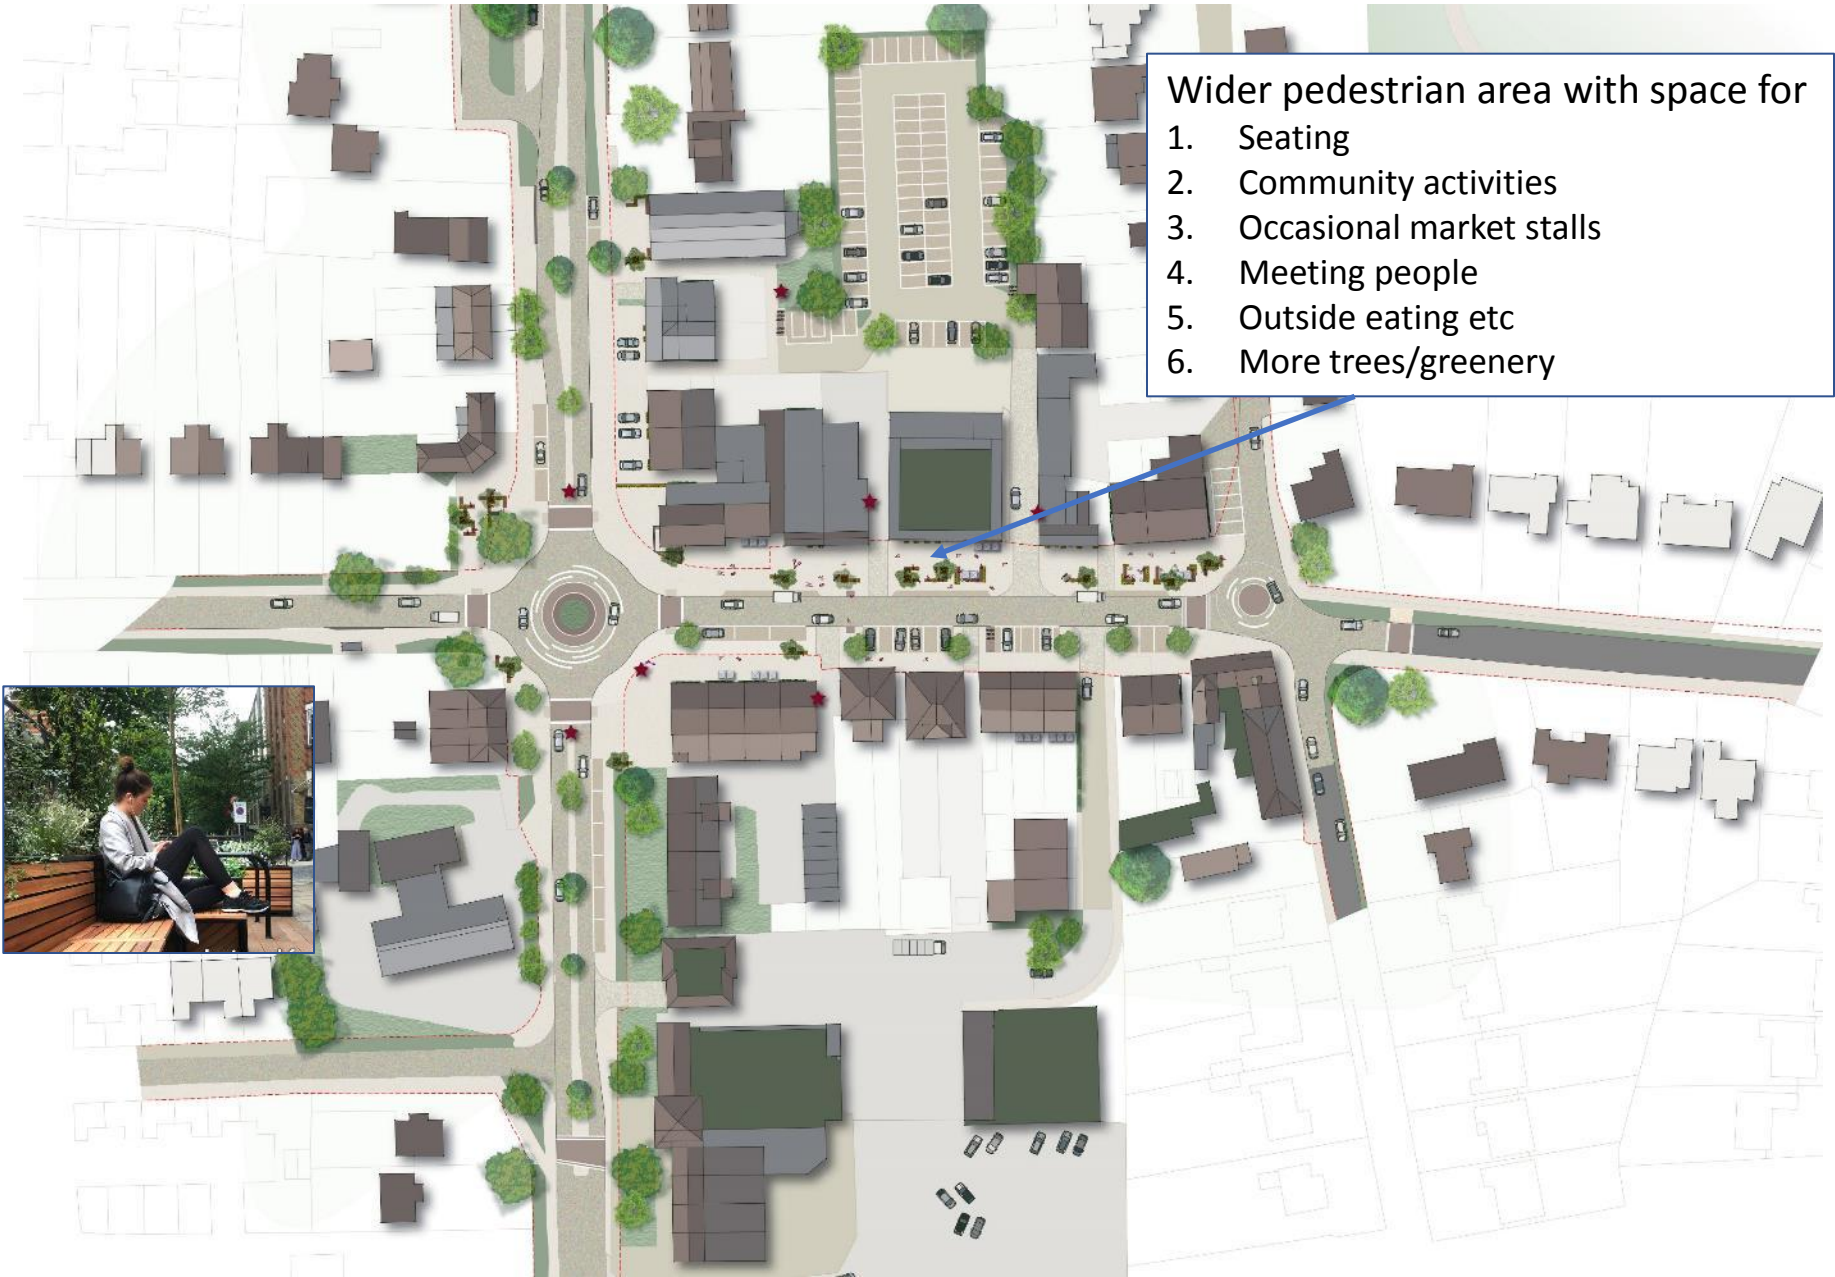 Wider pedestrian area with space for
1. Seating
2. Community activities
3. Occasional market stalls
4. Meeting people
5. Outside eating etc
6. More trees/greenery